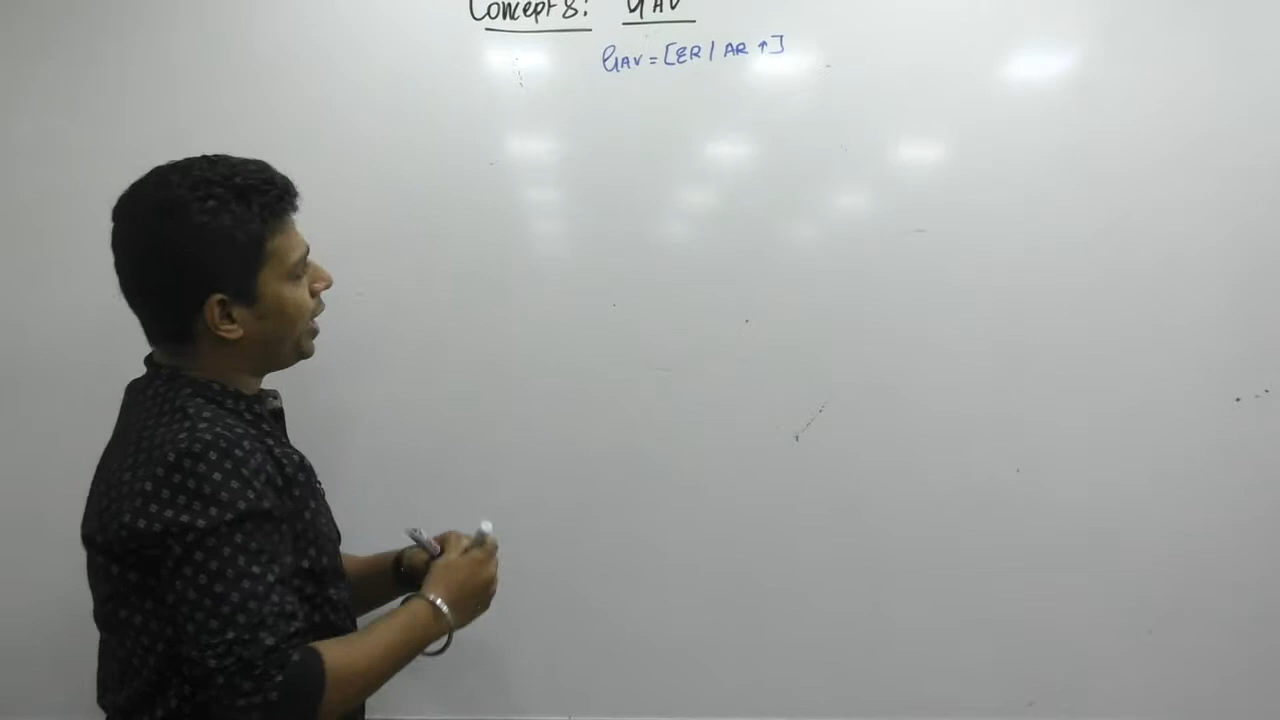 Concept 8: GAV
GAV = [ER / AR ↑]